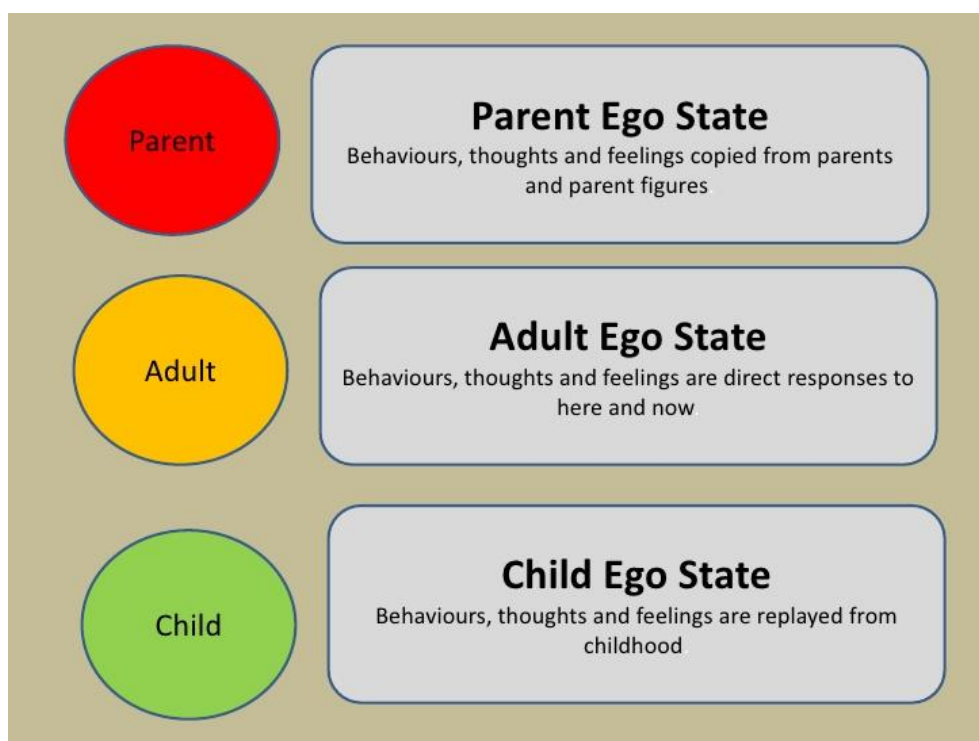 Parent
Parent Ego State
Behaviours, thoughts and feelings copied from parents
and parent figures
Adult
Adult Ego State
Behaviours, thoughts and feelings are direct responses to
here and now
Child
Child Ego State
Behaviours, thoughts and feelings are replayed from
childhood.